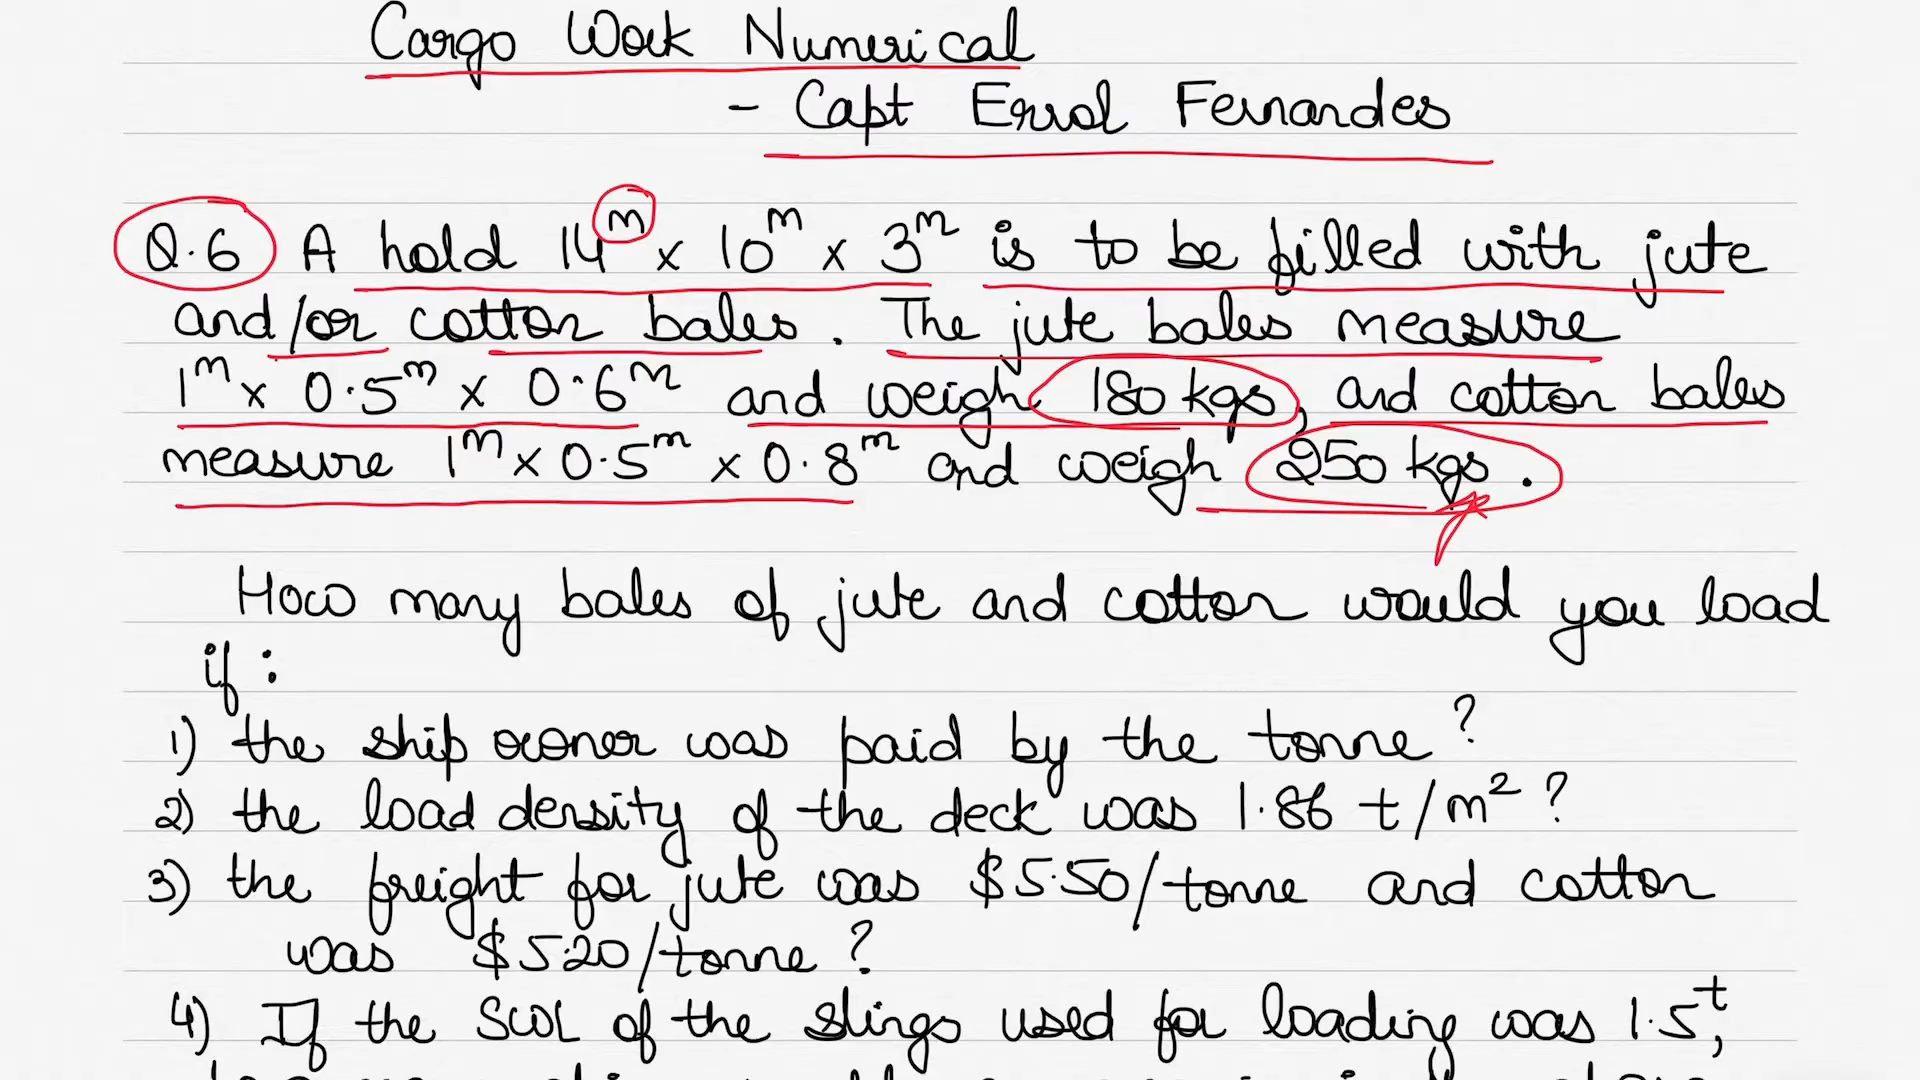 Cargo Work Numerical
- Capt Errol Fernandes
Q.6 A hold 14m x 10m x 3m is to be filled with jute
and/or cotton bales. The jute bales measure
1m x 0.5m x 0.6m and weigh 180 kgs, and cotton bales
measure 1m x 0.5m x 0.8m and weigh 250 kgs.
How many bales of jute and cotton would you load
if :
1) the ship owner was paid by the tonne?
2) the load density of the deck was 1.86 t/m²?
3) the freight for jute was $5.50/tonne and cotton
was $5.20/tonne?
4) If the SWL of the slings used for loading was 1.5t,